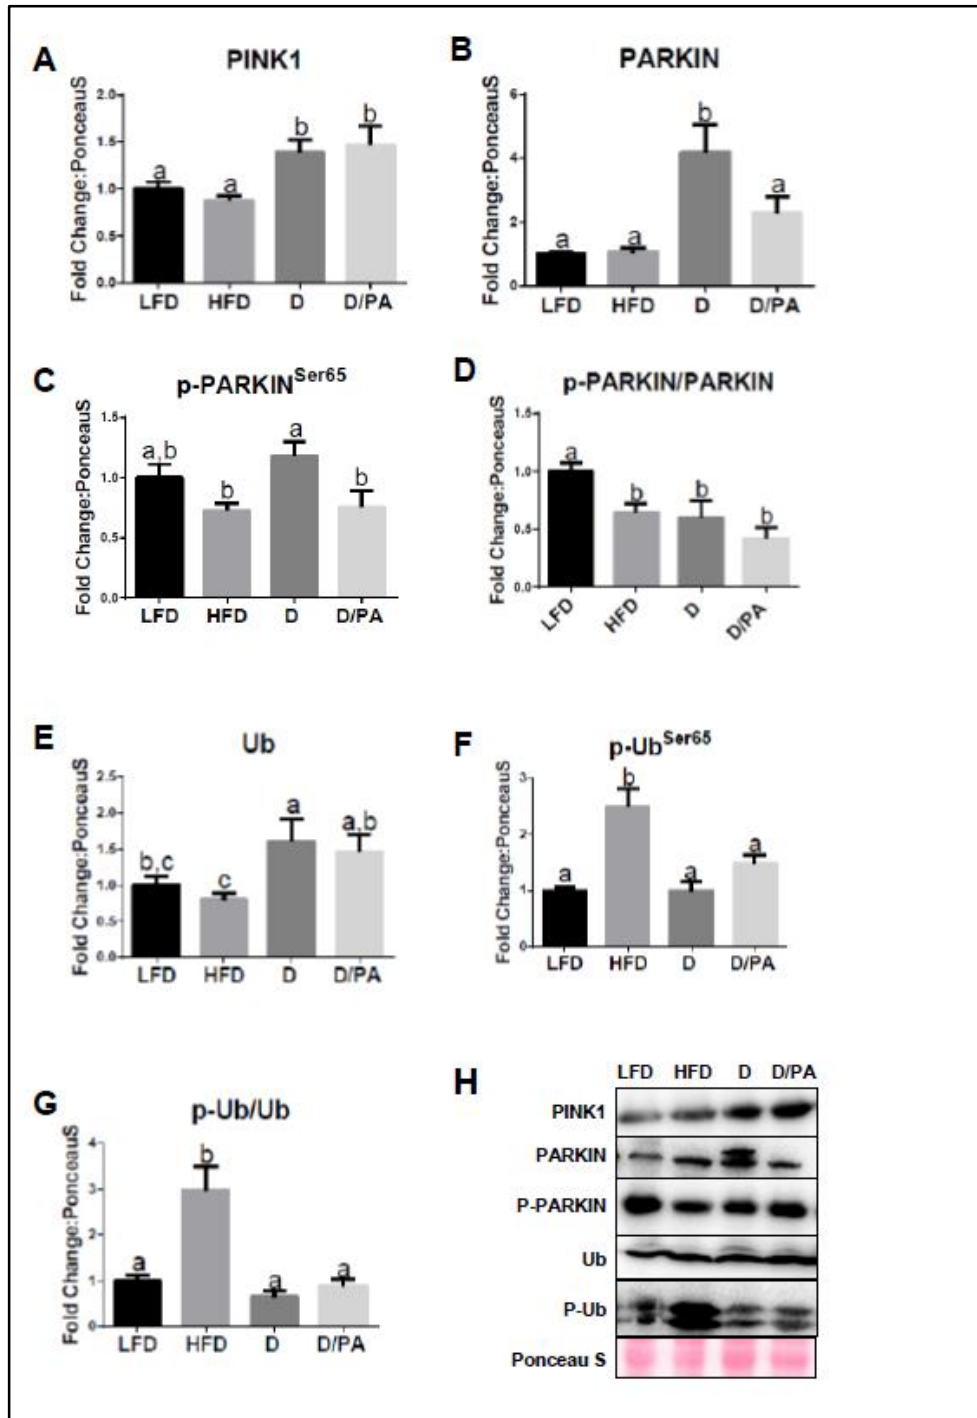 A
PINK1
Fold Change:PonceauS
2.0
1.5
1.0
0.5
0.0
a
a
b
b
LFD HFD D D/PA
B
PARKIN
Fold Change:PonceauS
6
4
2
0
a
a
b
a
LFD HFD D D/PA
C
p-PARKINSer65
Fold Change:PonceauS
1.5
1.0
0.5
0.0
a,b
b
a
b
LFD HFD D D/PA
D
p-PARKIN/PARKIN
Fold Change:PonceauS
1.5
1.0
0.5
0.0
a
b
b
b
LFD HFD D D/PA
E
Ub
Fold Change:PonceauS
2.5
2.0
1.5
1.0
0.5
0.0
b,c
c
a
a,b
LFD HFD D D/PA
F
p-UbSer65
Fold Change:PonceauS
3
2
1
0
a
b
a
a
LFD HFD D D/PA
G
p-Ub/Ub
Fold Change:PonceauS
4
3
2
1
0
a
b
a
a
LFD HFD D D/PA
H
LFD HFD D D/PA
PINK1
PARKIN
P-PARKIN
Ub
P-Ub
Ponceau S